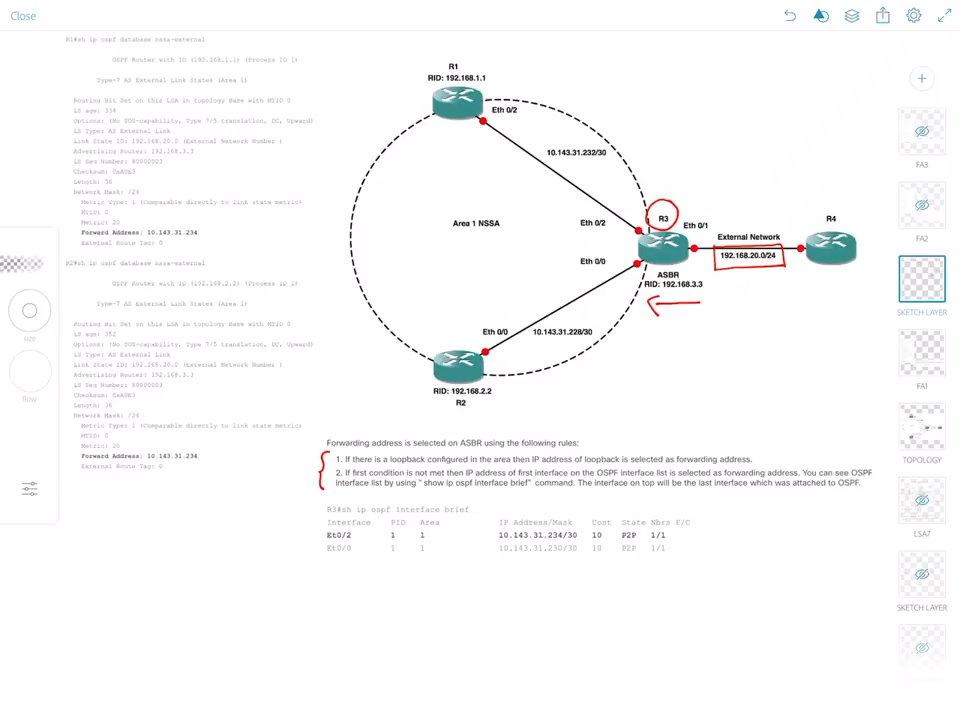 Close
R1#sh ip ospf database nssa-external
OSPF Router with ID (192.168.1.1) (Process ID 1)
Type-7 AS External Link States (Area 1)
Routing Bit Set on this LSA in topology Base with MTID 0
LS age: 334
Options: (No TOS-capability, Type 7/5 translation, DC, Upward)
LS Type: AS External Link
Link State ID: 192.168.20.0 (External Network Number )
Advertising Router: 192.168.3.3
LS Seq Number: 80000003
Checksum: 0xA0E3
Length: 36
Network Mask: /24
Metric Type: 1 (Comparable directly to link state metric)
MTID: 0
Metric: 20
Forward Address: 10.143.31.234
External Route Tag: 0
R2#sh ip ospf database nssa-external
OSPF Router with ID (192.168.2.2) (Process ID 1)
Type-7 AS External Link States (Area 1)
Routing Bit Set on this LSA in topology Base with MTID 0
LS age: 352
Options: (No TOS-capability, Type 7/5 translation, DC, Upward)
LS Type: AS External Link
Link State ID: 192.168.20.0 (External Network Number )
Advertising Router: 192.168.3.3
LS Seq Number: 80000003
Checksum: 0xA0E3
Length: 36
Network Mask: /24
Metric Type: 1 (Comparable directly to link state metric)
MTID: 0
Metric: 20
Forward Address: 10.143.31.234
External Route Tag: 0
size
flow
R1
RID: 192.168.1.1
Eth 0/2
10.143.31.232/30
Area 1 NSSA
Eth 0/2
R3
Eth 0/1
External Network
192.168.20.0/24
R4
Eth 0/0
ASBR
RID: 192.168.3.3
Eth 0/0
10.143.31.228/30
RID: 192.168.2.2
R2
Forwarding address is selected on ASBR using the following rules:
1. If there is a loopback configured in the area then IP address of loopback is selected as forwarding address.
2. If first condition is not met then IP address of first interface on the OSPF interface list is selected as forwarding address. You can see OSPF
interface list by using " show ip ospf interface brief" command. The interface on top will be the last interface which was attached to OSPF.
R3#sh ip ospf interface brief
Interface PID Area IP Address/Mask Cost State Nbrs F/C
Et0/2 1 1 10.143.31.234/30 10 P2P 1/1
Et0/0 1 1 10.143.31.230/30 10 P2P 1/1
FA3
FA2
SKETCH LAYER
FA1
TOPOLOGY
LSA7
SKETCH LAYER